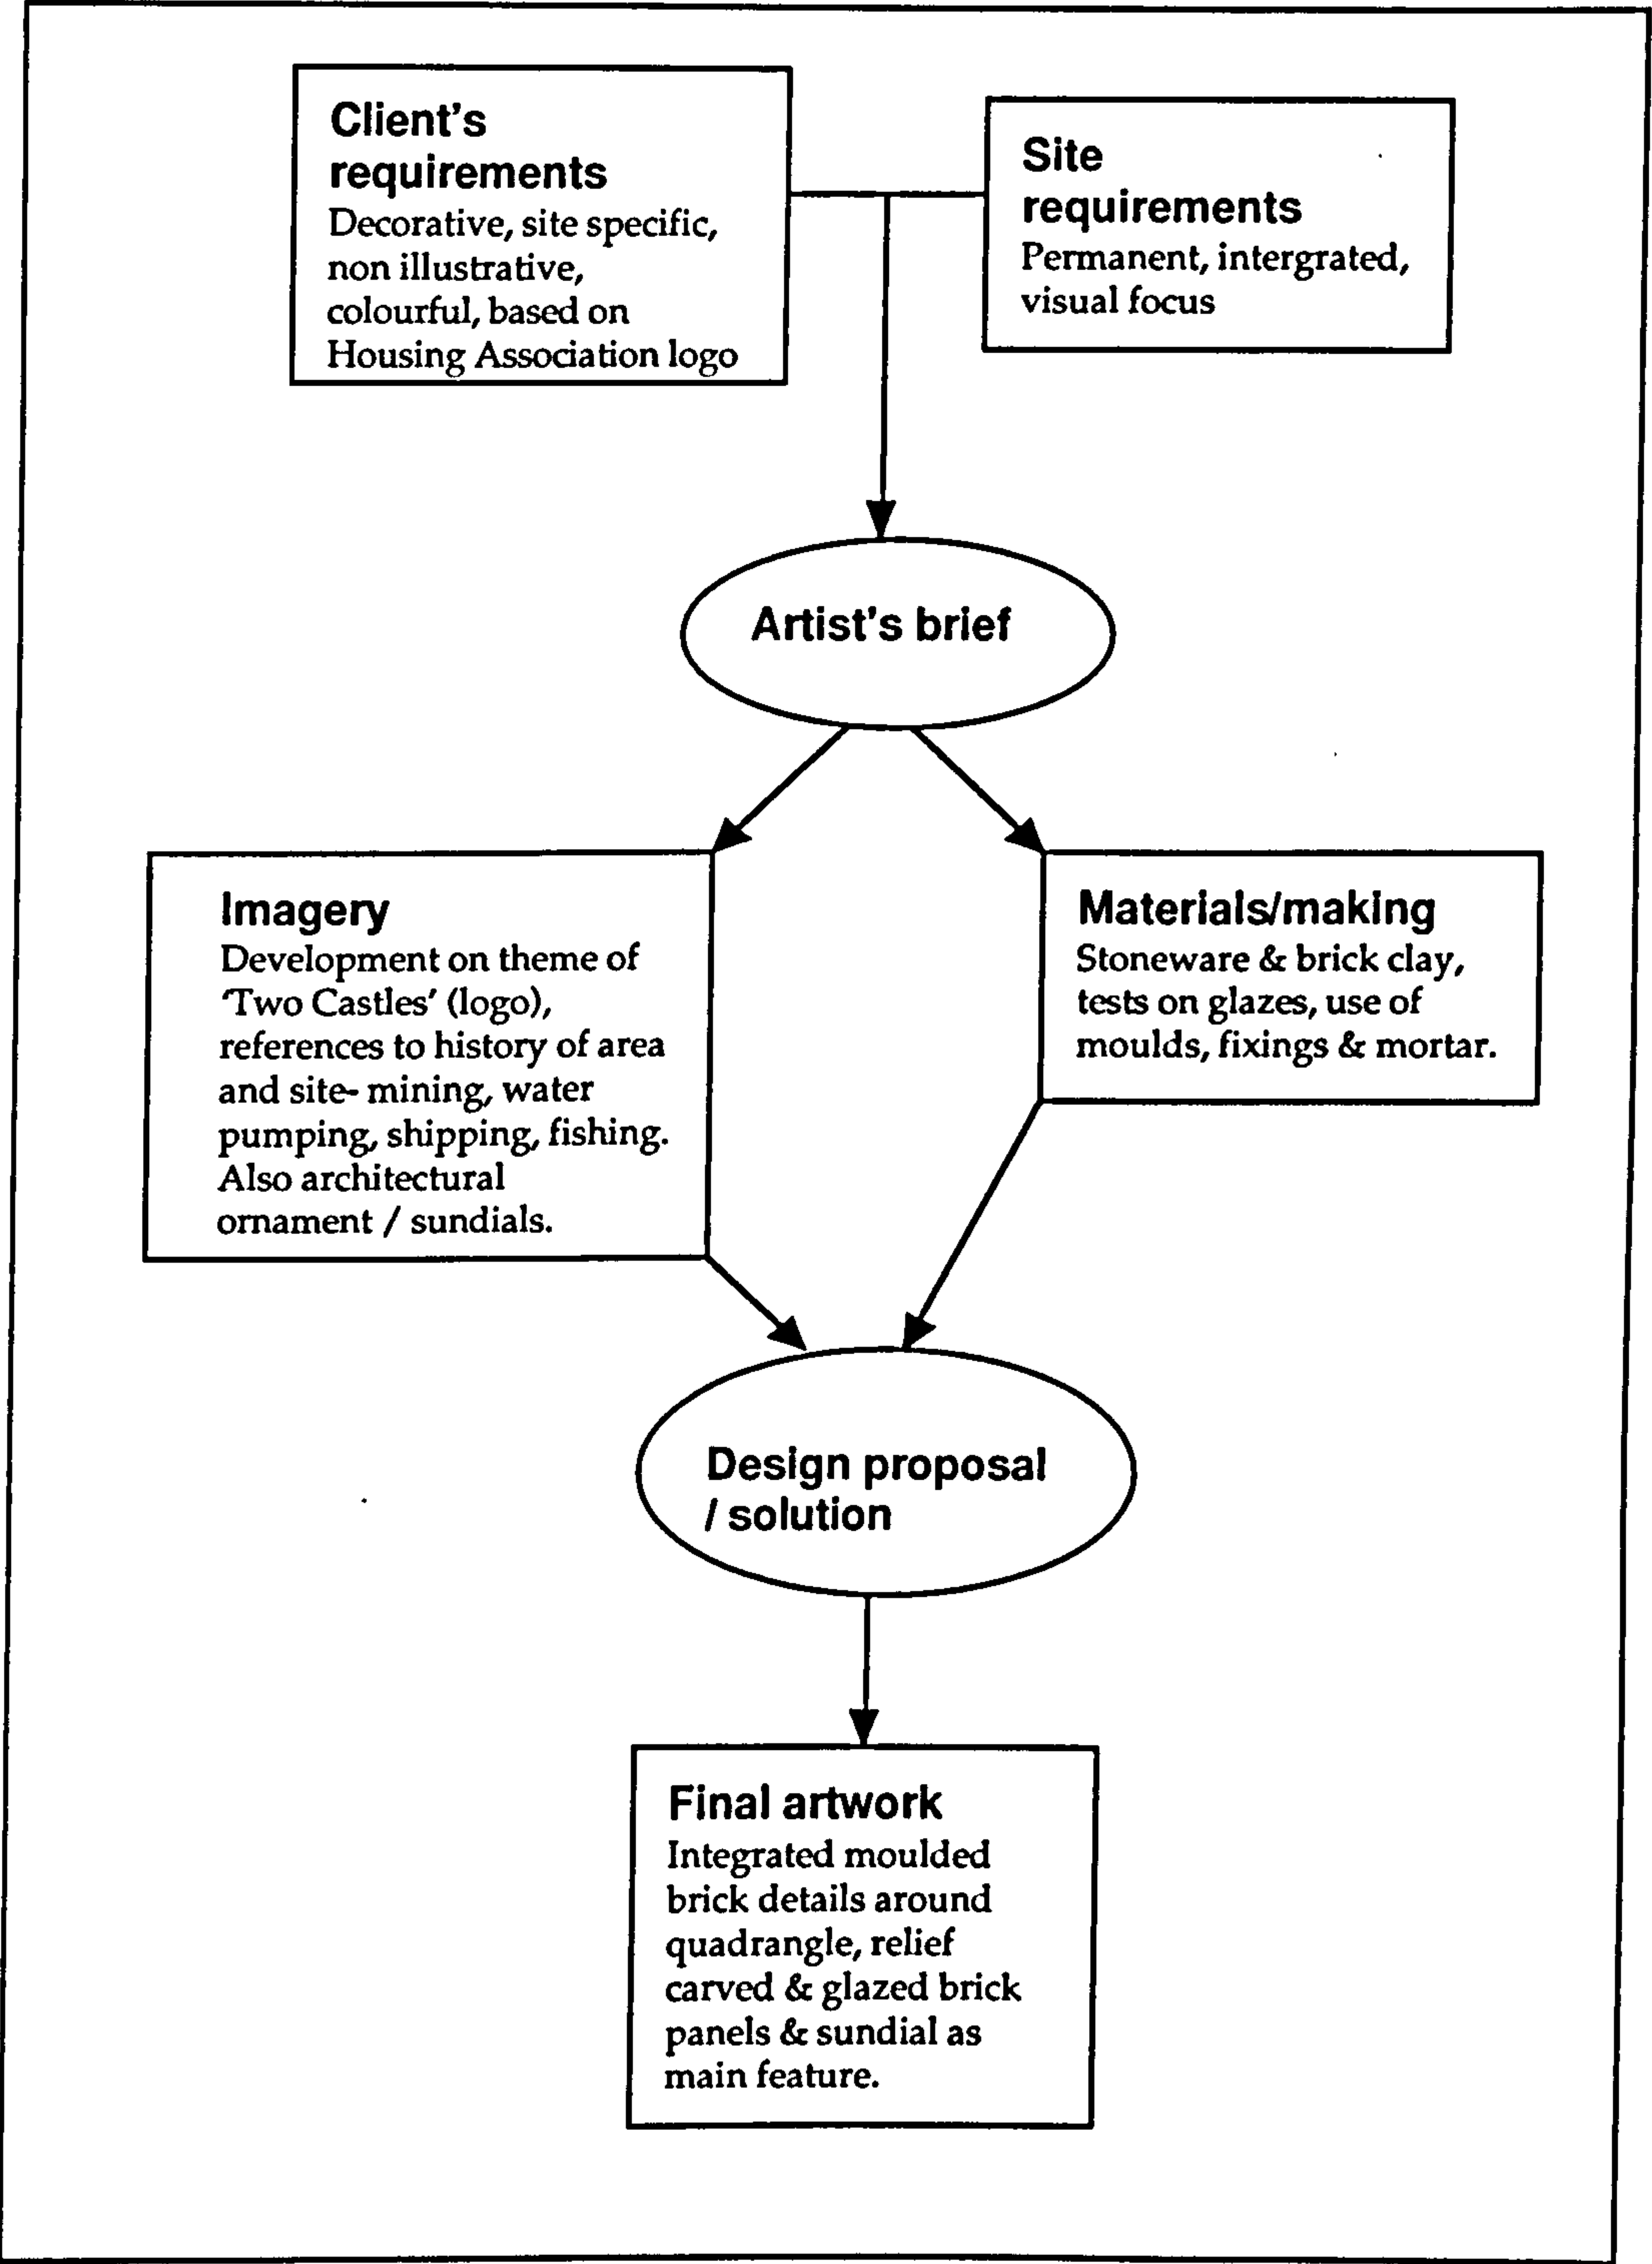 Client's
requirements
Decorative, site specific,
non illustrative,
colourful, based on
Housing Association logo
Site
requirements
Permanent, intergrated,
visual focus
Artist's brief
Imagery
Development on theme of
'Two Castles' (logo),
references to history of area
and site- mining, water
pumping, shipping, fishing.
Also architectural
ornament / sundials.
Materials/making
Stoneware & brick clay,
tests on glazes, use of
moulds, fixings & mortar.
Design proposal
/ solution
Final artwork
Integrated moulded
brick details around
quadrangle, relief
carved & glazed brick
panels & sundial as
main feature.